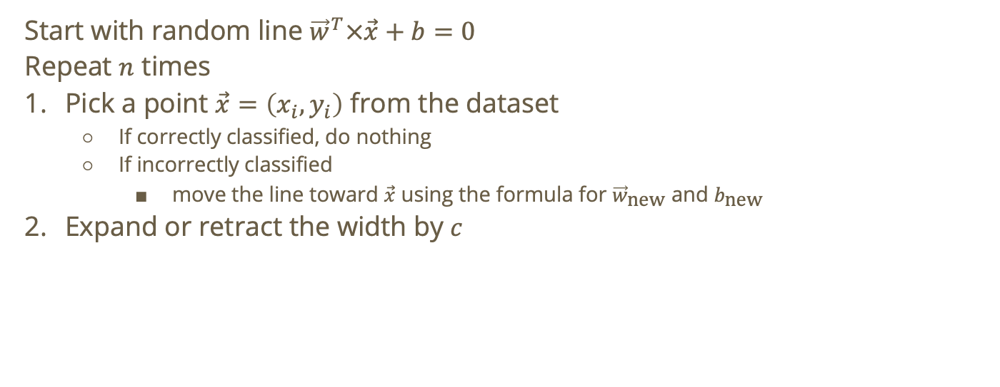 Start with random line $\vec{w}^T \times \vec{x} + b = 0$
Repeat $n$ times
1. Pick a point $\vec{x} = (x_i, y_i)$ from the dataset
○ If correctly classified, do nothing
○ If incorrectly classified
■ move the line toward $\vec{x}$ using the formula for $\vec{w}_{\text{new}}$ and $b_{\text{new}}$
2. Expand or retract the width by $c$